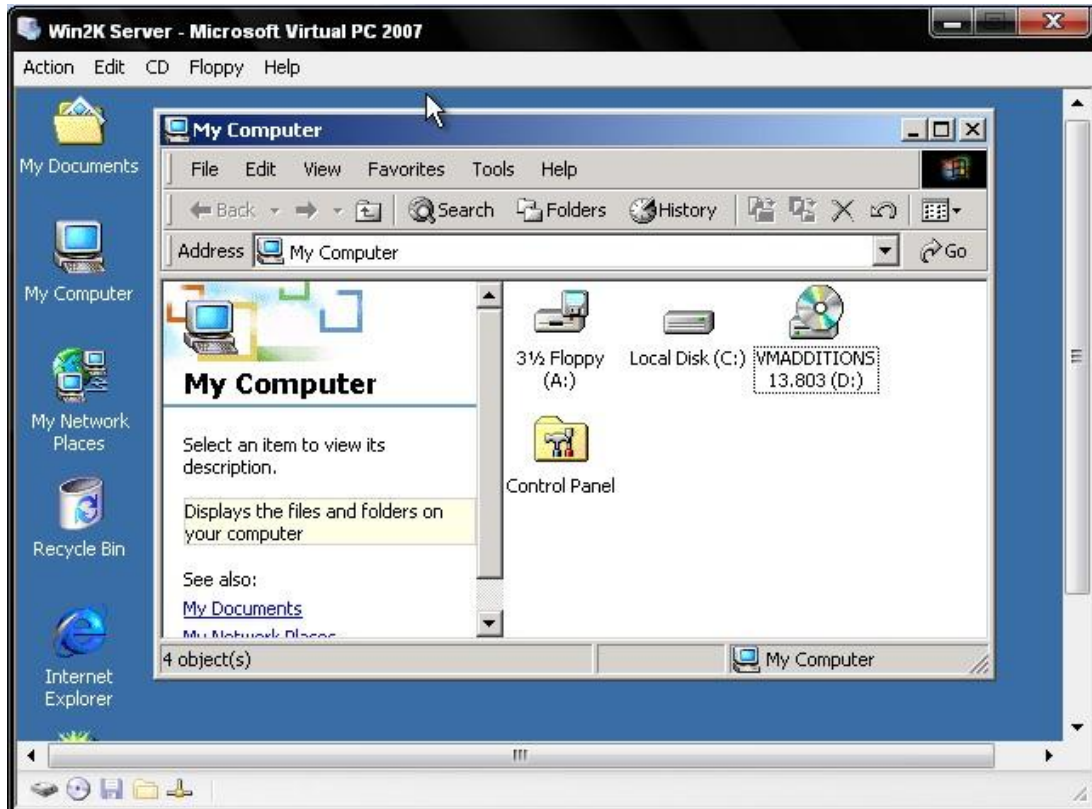 Win2K Server - Microsoft Virtual PC 2007
Action Edit CD Floppy Help
My Documents
My Computer
My Network
Places
Recycle Bin
Internet
Explorer
My Computer
File Edit View Favorites Tools Help
Back Search Folders History
Address My Computer Go
My Computer
Select an item to view its
description.
Displays the files and folders on
your computer
See also:
My Documents
My Network Places
3½ Floppy
(A:)
Local Disk (C:)
VMADDITIONS
13.803 (D:)
Control Panel
4 object(s) My Computer